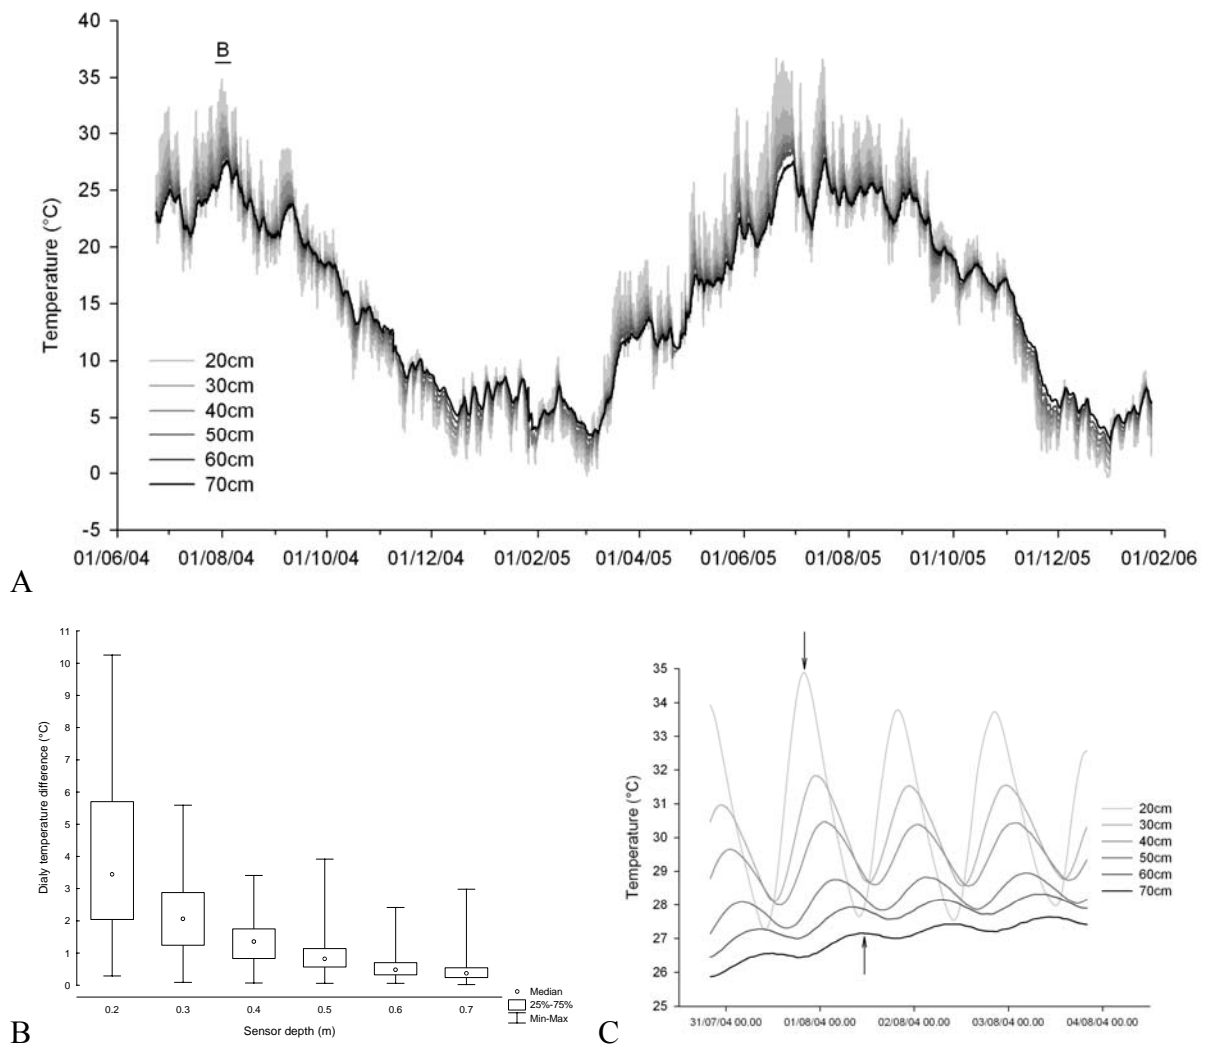 40
35
30
25
20
15
10
5
0
-5
Temperature (°C)
B
20cm
30cm
40cm
50cm
60cm
70cm
01/06/04 01/08/04 01/10/04 01/12/04 01/02/05 01/04/05 01/06/05 01/08/05 01/10/05 01/12/05 01/02/06
A
11
10
9
8
7
6
5
4
3
2
1
0
Dialy temperature difference (°C)
0.2 0.3 0.4 0.5 0.6 0.7
Sensor depth (m)
Median
25%-75%
Min-Max
B
35
34
33
32
31
30
29
28
27
26
25
Temperature (°C)
20cm
30cm
40cm
50cm
60cm
70cm
31/07/04 00.00 01/08/04 00.00 02/08/04 00.00 03/08/04 00.00 04/08/04 00.00
C